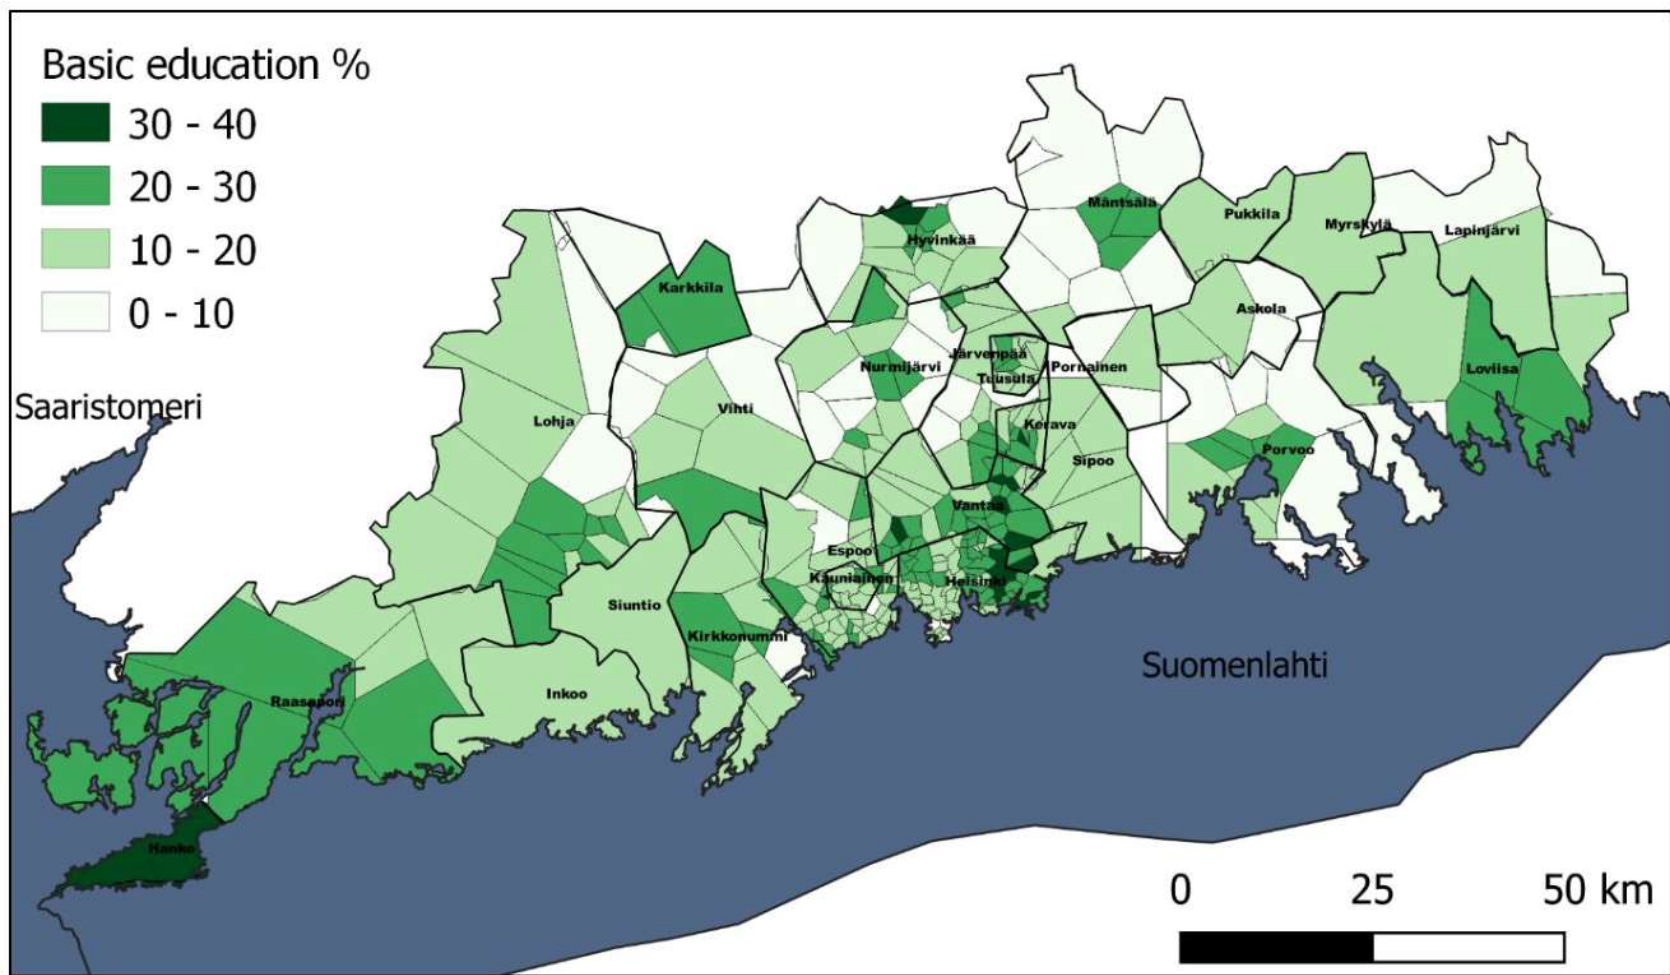 Basic education %
30 - 40
20 - 30
10 - 20
0 - 10
Mäntsälä
Pukkila
Myrskylä
Lapinjärvi
Hyvinkää
Karkkila
Askola
Järvenpää
Nurmijärvi
Pornainen
Tuusula
Loviisa
Saaristomeri
Vihti
Lohja
Kerava
Porvoo
Sipoo
Vantaa
Espoo
Kauniainen
Helsinki
Siuntio
Kirkkonummi
Suomenlahti
Inkoo
Raasepori
Hanko
0 25 50 km